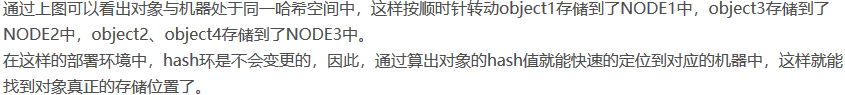 通过上图可以看出对象与机器处于同一哈希空间中，这样按顺时针转动object1存储到了NODE1中，object3存储到了
NODE2中，object2、object4存储到了NODE3中。
在这样的部署环境中，hash环是不会变更的，因此，通过算出对象的hash值就能快速的定位到对应的机器中，这样就能
找到对象真正的存储位置了。